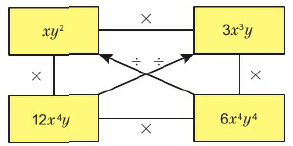 ×
xy² 3x³y
÷ ÷
× ×
12x⁴y 6x⁴y⁴
×